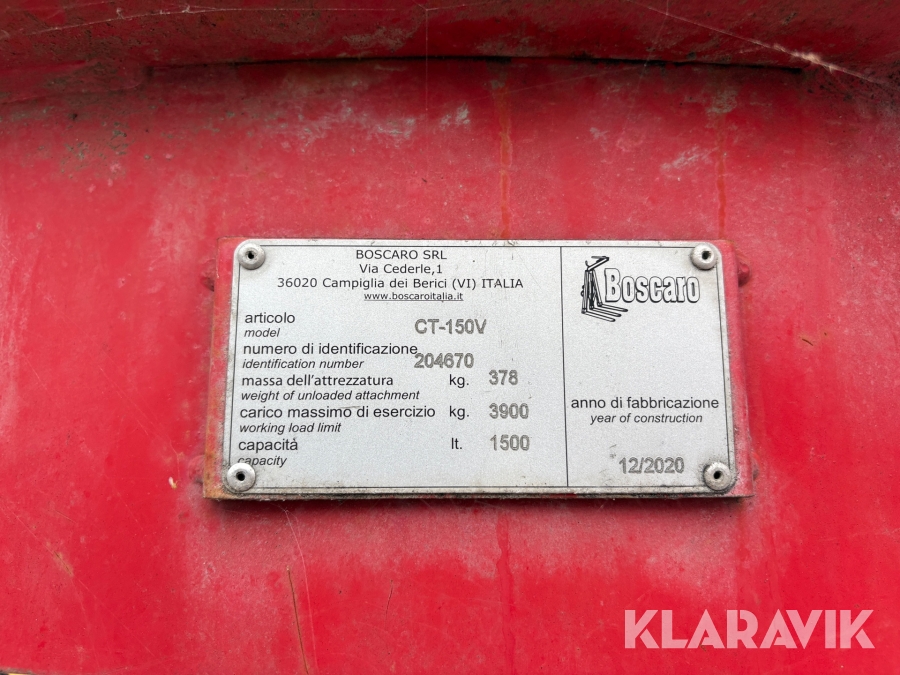 BOSCARO SRL
Via Cederle,1
36020 Campiglia dei Berici (VI) ITALIA
www.boscaroitalia.it
articolo
model
CT-150V
numero di identificazione
identification number
204670
massa dell'attrezzatura kg. 378
weight of unloaded attachment
carico massimo di esercizio kg. 3900
working load limit
capacitá lt. 1500
capacity
Boscaro
anno di fabbricazione
year of construction
12/2020
KLARAVIK